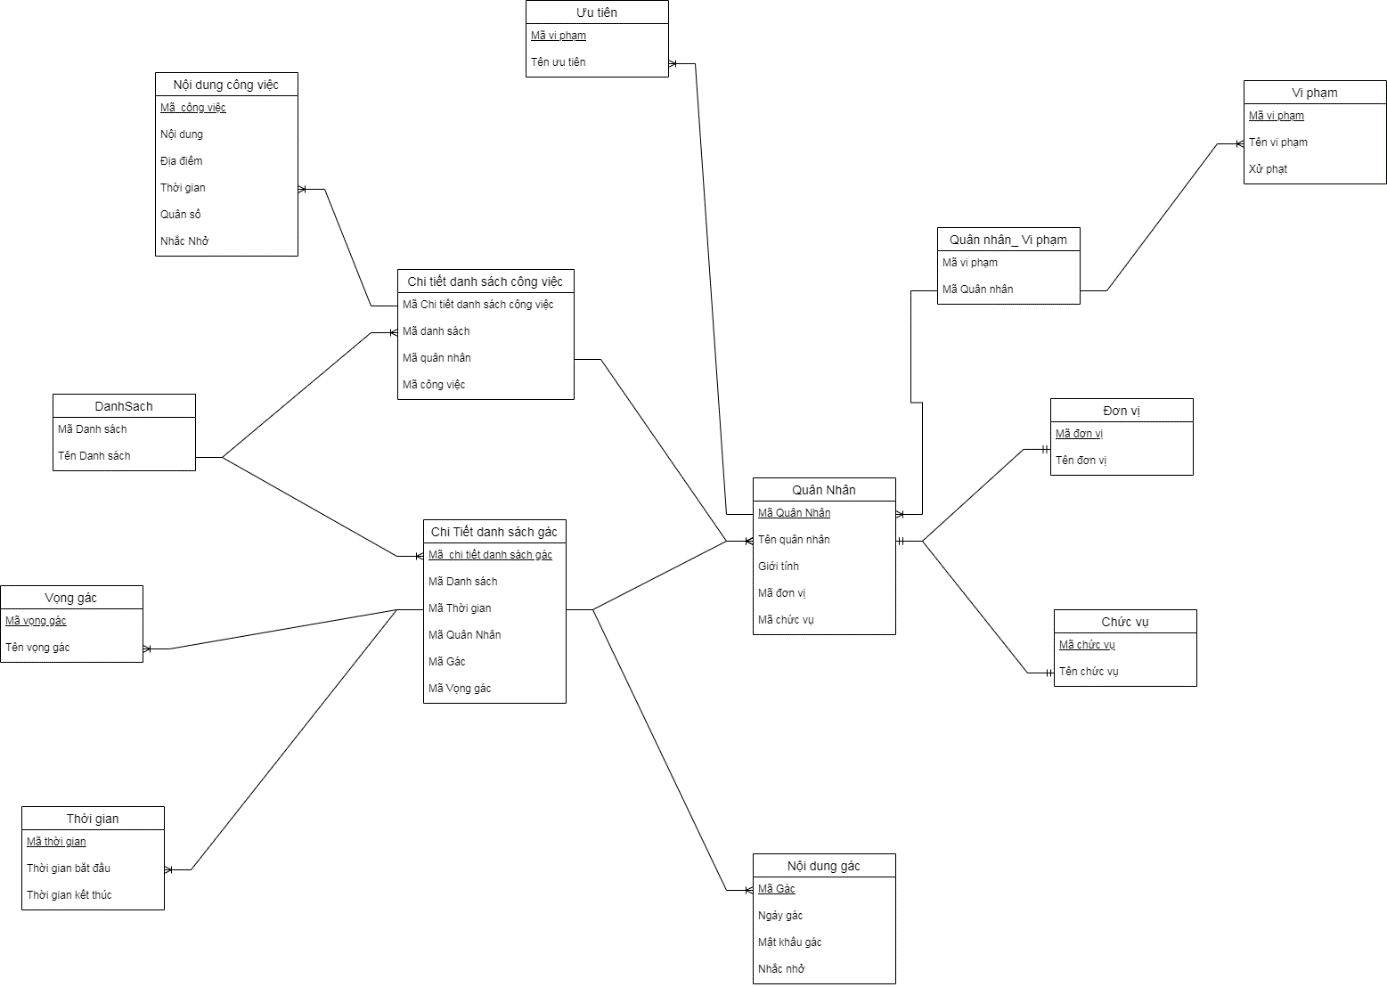 Ưu tiên
Mã vi phạm
Tên ưu tiên
Nội dung công việc
Mã công việc
Nội dung
Địa điểm
Thời gian
Quân số
Nhắc Nhở
Vi phạm
Mã vi phạm
Tên vi phạm
Xử phạt
Quân nhân_ Vi phạm
Mã vi phạm
Mã Quân nhân
Chi tiết danh sách công việc
Mã Chi tiết danh sách công việc
Mã danh sách
Mã quân nhân
Mã công việc
DanhSach
Mã Danh sách
Tên Danh sách
Đơn vị
Mã đơn vị
Tên đơn vị
Quân Nhân
Mã Quân Nhân
Tên quân nhân
Giới tính
Mã đơn vị
Mã chức vụ
Chi Tiết danh sách gác
Mã chi tiết danh sách gác
Mã Danh sách
Mã Thời gian
Mã Quân Nhân
Mã Gác
Mã Vọng gác
Vọng gác
Mã vọng gác
Tên vọng gác
Chức vụ
Mã chức vụ
Tên chức vụ
Thời gian
Mã thời gian
Thời gian bắt đầu
Thời gian kết thúc
Nội dung gác
Mã Gác
Ngày gác
Mật khẩu gác
Nhắc nhở